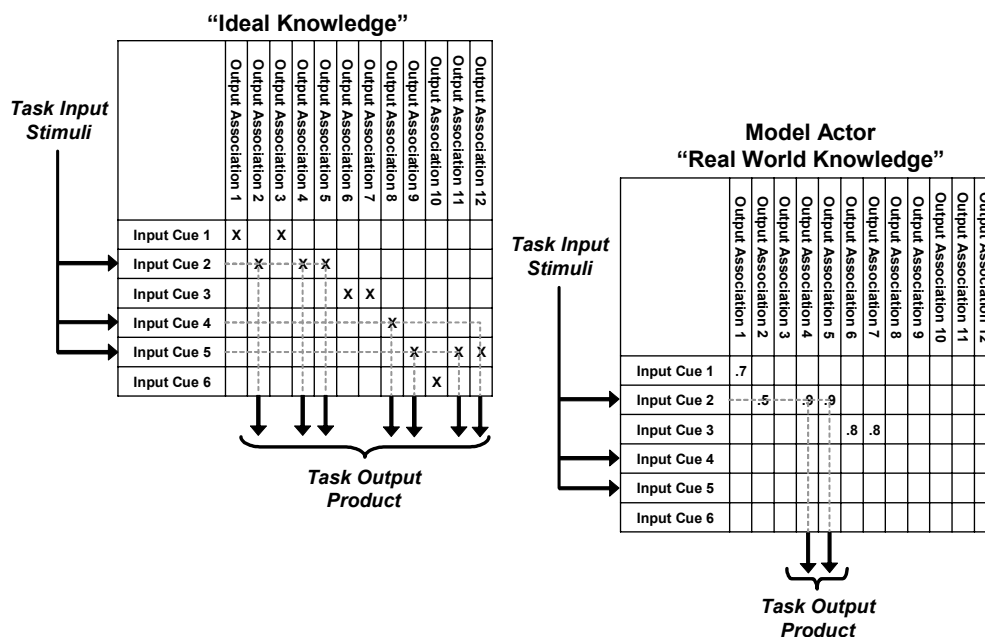 “Ideal Knowledge”
Task Input
Stimuli
Output Association 1
Output Association 2
Output Association 3
Output Association 4
Output Association 5
Output Association 6
Output Association 7
Output Association 8
Output Association 9
Output Association 10
Output Association 11
Output Association 12
Input Cue 1 X X
Input Cue 2 X X X
Input Cue 3 X X
Input Cue 4 X
Input Cue 5 X X X
Input Cue 6 X
Task Output
Product
Model Actor
“Real World Knowledge”
Task Input
Stimuli
Output Association 1
Output Association 2
Output Association 3
Output Association 4
Output Association 5
Output Association 6
Output Association 7
Output Association 8
Output Association 9
Output Association 10
Output Association 11
Output Association 12
Input Cue 1 .7
Input Cue 2 .5 .9 .9
Input Cue 3 .8 .8
Input Cue 4
Input Cue 5
Input Cue 6
Task Output
Product